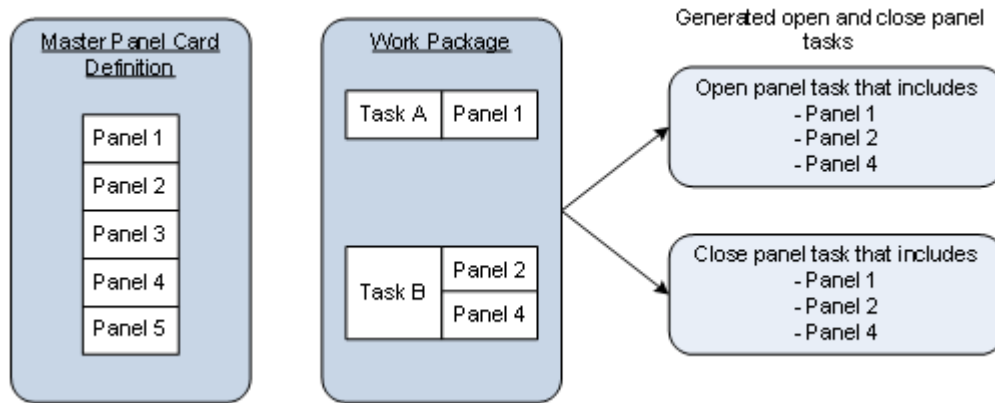 Master Panel Card
Definition
Panel 1
Panel 2
Panel 3
Panel 4
Panel 5
Work Package
Task A
Panel 1
Task B
Panel 2
Panel 4
Generated open and close panel
tasks
Open panel task that includes
- Panel 1
- Panel 2
- Panel 4
Close panel task that includes
- Panel 1
- Panel 2
- Panel 4